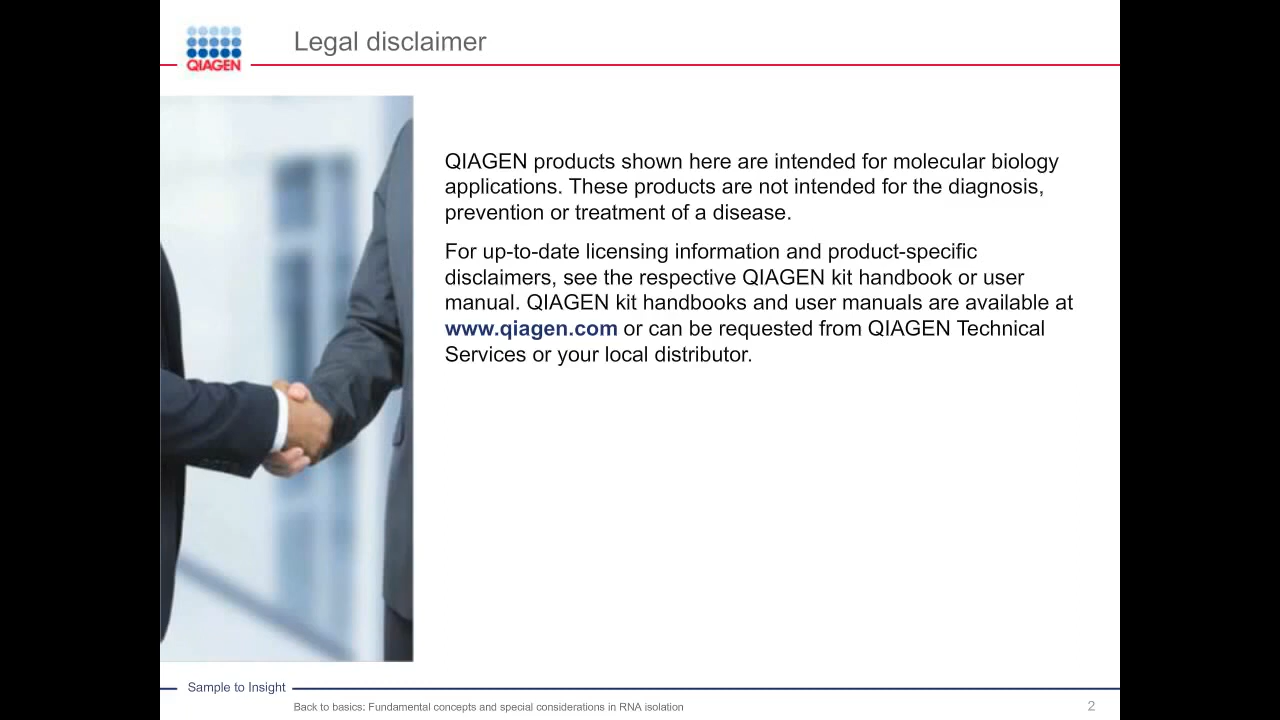 Legal disclaimer
QIAGEN
QIAGEN products shown here are intended for molecular biology
applications. These products are not intended for the diagnosis,
prevention or treatment of a disease.
For up-to-date licensing information and product-specific
disclaimers, see the respective QIAGEN kit handbook or user
manual. QIAGEN kit handbooks and user manuals are available at
www.qiagen.com or can be requested from QIAGEN Technical
Services or your local distributor.
Sample to Insight
Back to basics: Fundamental concepts and special considerations in RNA isolation
2